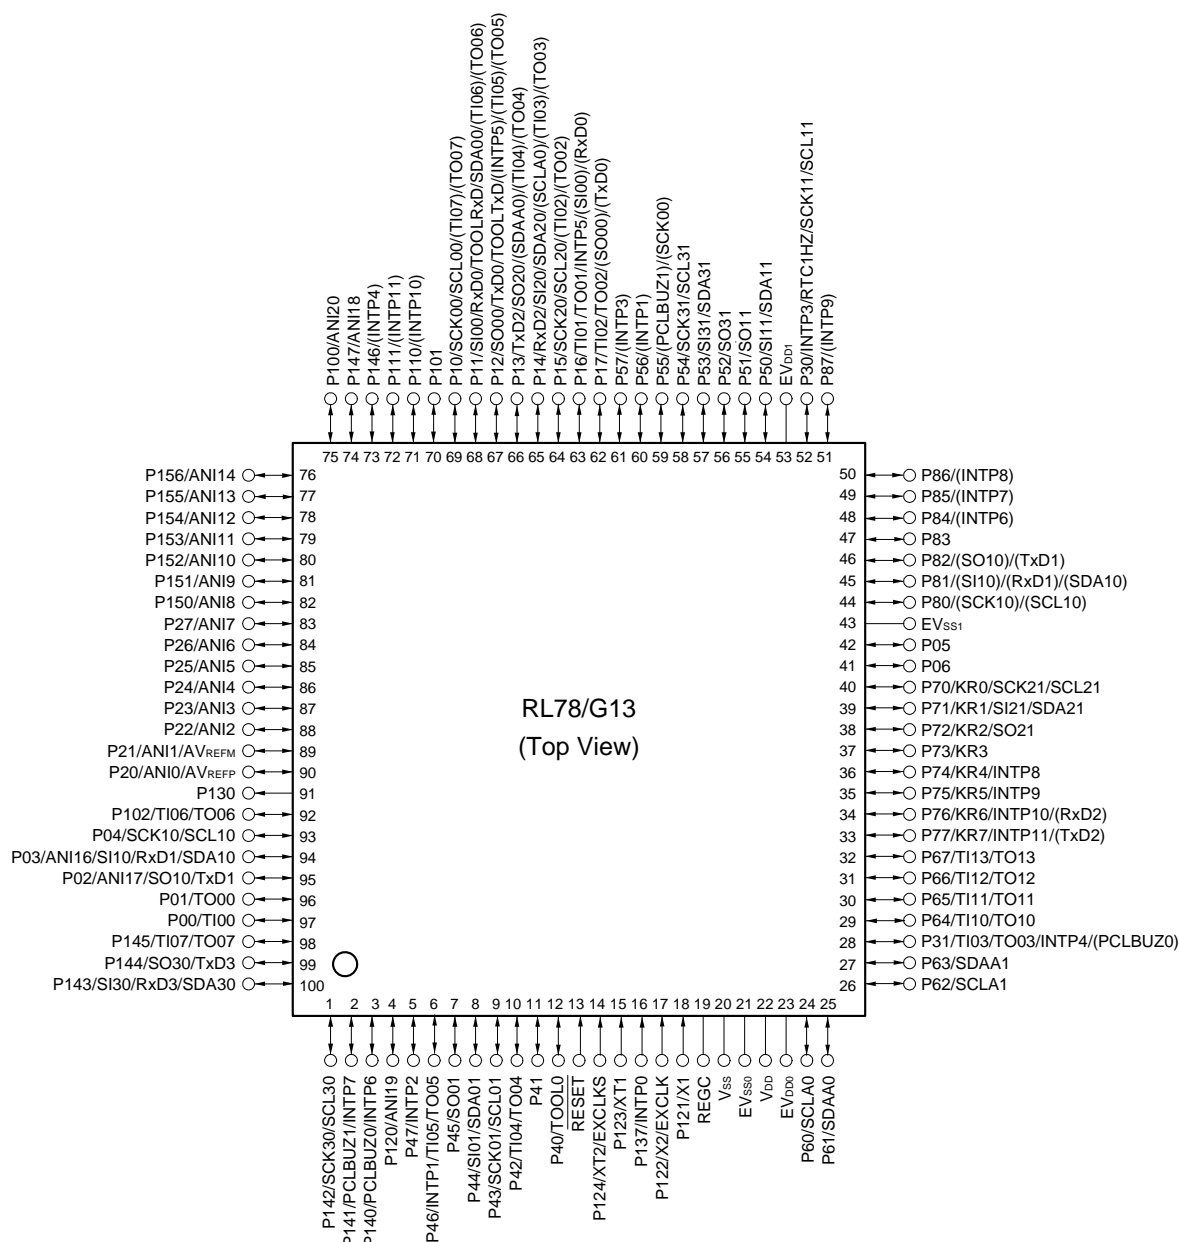 P100/ANI20
P147/ANI18
P146/(INTP4)
P111/(INTP11)
P110/(INTP10)
P101
P10/SCK00/SCL00/(TI07)/(TO07)
P11/SI00/RxD0/TOOLRxD/SDA00/(TI06)/(TO06)
P12/SO00/TxD0/TOOLTxD/(INTP5)/(TI05)/(TO05)
P13/TxD2/SO20/(SDAA0)/(TI04)/(TO04)
P14/RxD2/SI20/SDA20/(SCLA0)/(TI03)/(TO03)
P15/SCK20/SCL20/(TI02)/(TO02)
P16/TI01/TO01/INTP5/(SI00)/(RxD0)
P17/TI02/TO02/(SO00)/(TxD0)
P57/(INTP3)
P56/(INTP1)
P55/(PCLBUZ1)/(SCK00)
P54/SCK31/SCL31
P53/SI31/SDA31
P52/SO31
P51/SO11
P50/SI11/SDA11
EVDD1
P30/INTP3/RTC1HZ/SCK11/SCL11
P87/(INTP9)
75 74 73 72 71 70 69 68 67 66 65 64 63 62 61 60 59 58 57 56 55 54 53 52 51
P156/ANI14 76
P155/ANI13 77
P154/ANI12 78
P153/ANI11 79
P152/ANI10 80
P151/ANI9 81
P150/ANI8 82
P27/ANI7 83
P26/ANI6 84
P25/ANI5 85
P24/ANI4 86
P23/ANI3 87
P22/ANI2 88
P21/ANI1/AVREFM 89
P20/ANI0/AVREFP 90
P130 91
P102/TI06/TO06 92
P04/SCK10/SCL10 93
P03/ANI16/SI10/RxD1/SDA10 94
P02/ANI17/SO10/TxD1 95
P01/TO00 96
P00/TI00 97
P145/TI07/TO07 98
P144/SO30/TxD3 99
P143/SI30/RxD3/SDA30 100
RL78/G13
(Top View)
50 P86/(INTP8)
49 P85/(INTP7)
48 P84/(INTP6)
47 P83
46 P82/(SO10)/(TxD1)
45 P81/(SI10)/(RxD1)/(SDA10)
44 P80/(SCK10)/(SCL10)
43 EVSS1
42 P05
41 P06
40 P70/KR0/SCK21/SCL21
39 P71/KR1/SI21/SDA21
38 P72/KR2/SO21
37 P73/KR3
36 P74/KR4/INTP8
35 P75/KR5/INTP9
34 P76/KR6/INTP10/(RxD2)
33 P77/KR7/INTP11/(TxD2)
32 P67/TI13/TO13
31 P66/TI12/TO12
30 P65/TI11/TO11
29 P64/TI10/TO10
28 P31/TI03/TO03/INTP4/(PCLBUZ0)
27 P63/SDAA1
26 P62/SCLA1
1 2 3 4 5 6 7 8 9 10 11 12 13 14 15 16 17 18 19 20 21 22 23 24 25
P142/SCK30/SCL30
P141/PCLBUZ1/INTP7
P140/PCLBUZ0/INTP6
P120/ANI19
P47/INTP2
P46/INTP1/TI05/TO05
P45/SO01
P44/SI01/SDA01
P43/SCK01/SCL01
P42/TI04/TO04
P41
P40/TOOL0
RESET
P124/XT2/EXCLKS
P123/XT1
P137/INTP0
P122/X2/EXCLK
P121/X1
REGC
VSS
EVSS0
VDD
EVDD0
P60/SCLA0
P61/SDAA0